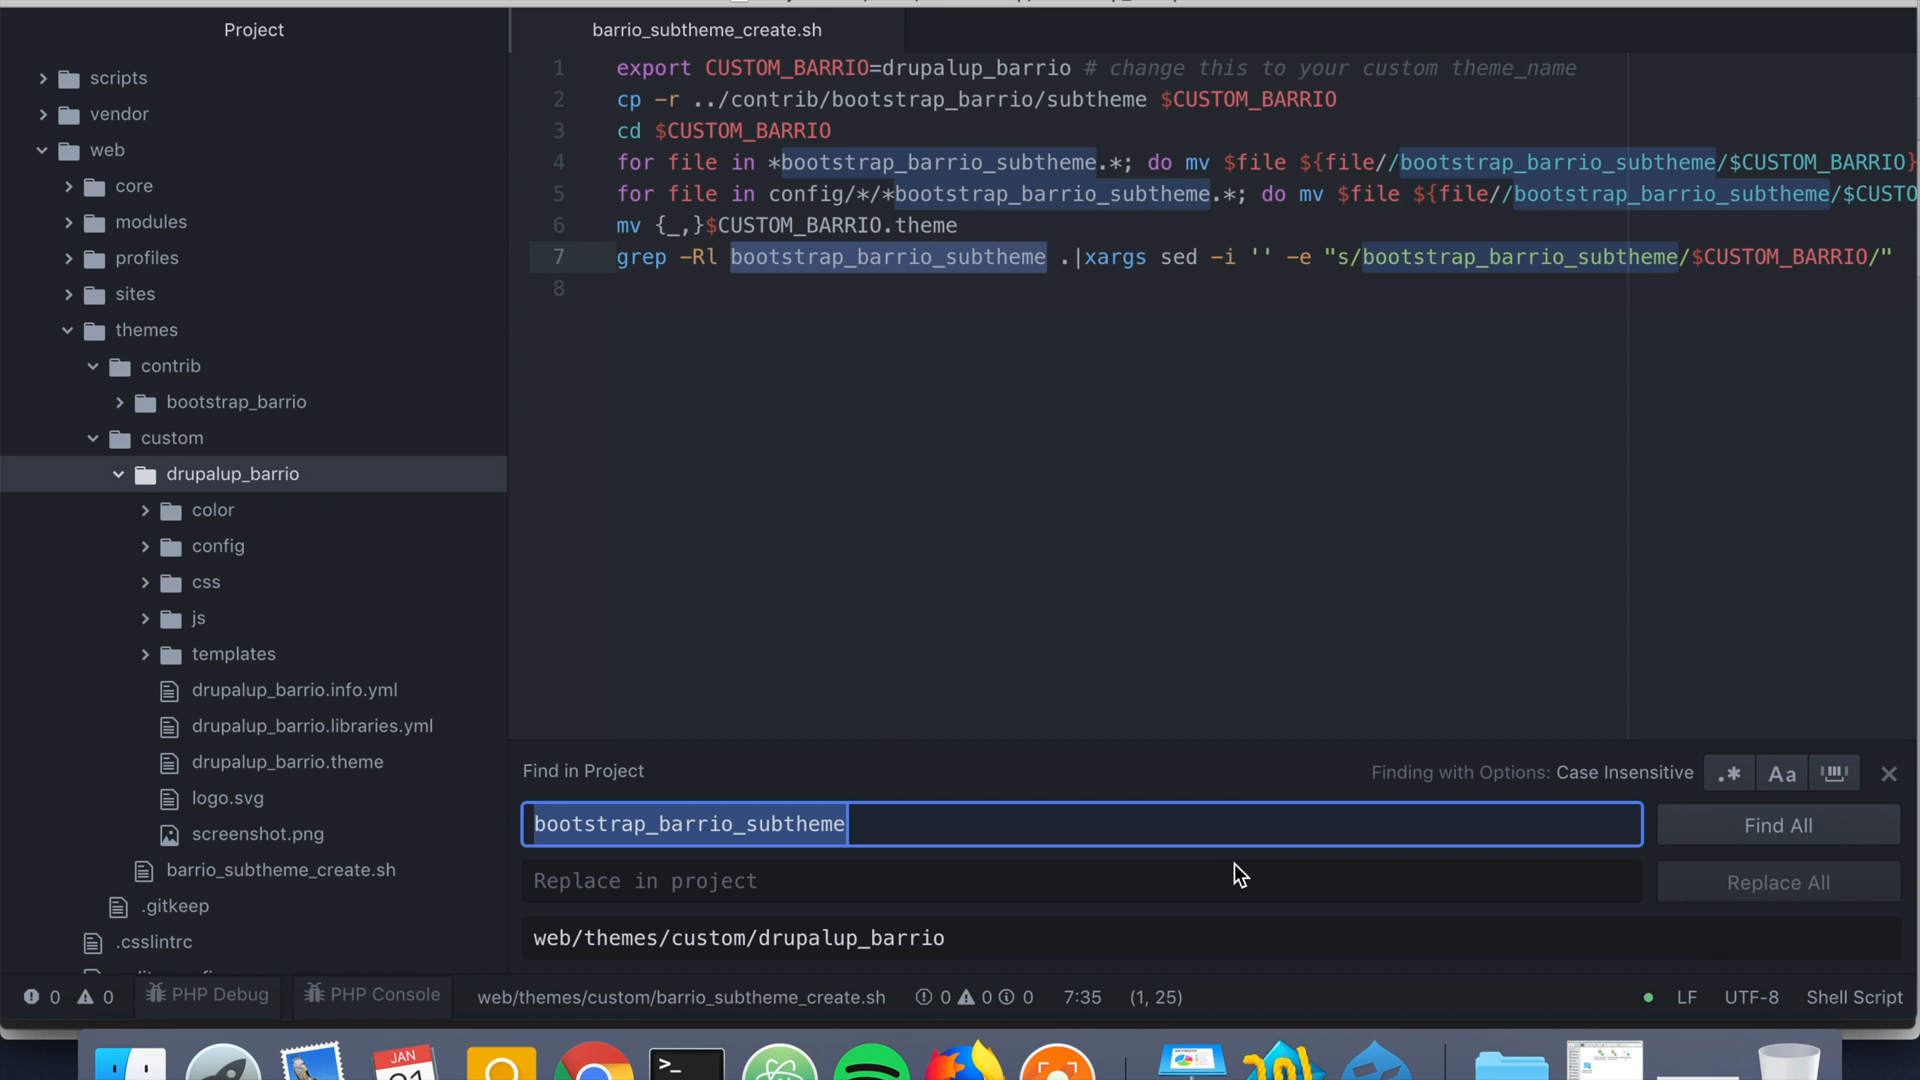 Project
barrio_subtheme_create.sh
scripts
vendor
web
core
modules
profiles
sites
themes
contrib
bootstrap_barrio
custom
drupalup_barrio
color
config
css
js
templates
drupalup_barrio.info.yml
drupalup_barrio.libraries.yml
drupalup_barrio.theme
logo.svg
screenshot.png
barrio_subtheme_create.sh
.gitkeep
.csslintrc
1 export CUSTOM_BARRIO=drupalup_barrio # change this to your custom theme_name
2 cp -r ../contrib/bootstrap_barrio/subtheme $CUSTOM_BARRIO
3 cd $CUSTOM_BARRIO
4 for file in *bootstrap_barrio_subtheme.*; do mv $file ${file//bootstrap_barrio_subtheme/$CUSTOM_BARRIO}
5 for file in config/*/*bootstrap_barrio_subtheme.*; do mv $file ${file//bootstrap_barrio_subtheme/$CUSTO
6 mv {_,}$CUSTOM_BARRIO.theme
7 grep -Rl bootstrap_barrio_subtheme .|xargs sed -i '' -e "s/bootstrap_barrio_subtheme/$CUSTOM_BARRIO/"
8
Find in Project
Finding with Options: Case Insensitive
.* Aa
bootstrap_barrio_subtheme
Find All
Replace in project
Replace All
web/themes/custom/drupalup_barrio
0 0 PHP Debug PHP Console web/themes/custom/barrio_subtheme_create.sh 0 0 0 7:35 (1, 25) LF UTF-8 Shell Script
JAN
>_
KEYNOTE